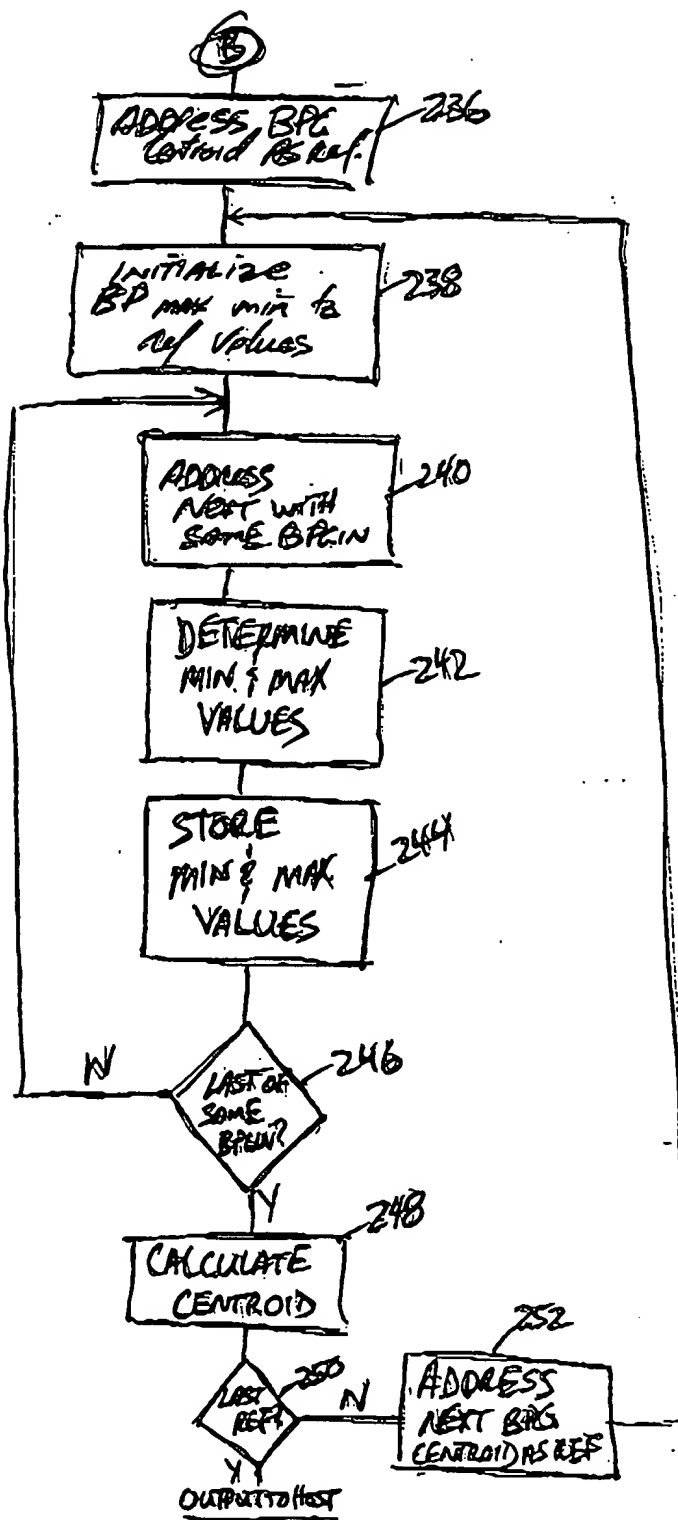 B
ADDRESS BPG
Centroid AS Ref.
236
INITIALIZE
BP MAX MIN to
ref values
238
ADDRESS
NEXT WITH
SAME BPGIN
240
DETERMINE
MIN. & MAX
VALUES
242
STORE
MIN & MAX
VALUES
244
LAST OF
SAME
BPGIN?
246
N
Y
CALCULATE
CENTROID
248
LAST
REF?
250
N
ADDRESS
NEXT BPG
CENTROID AS REF
252
Y
OUTPUT TO HOST